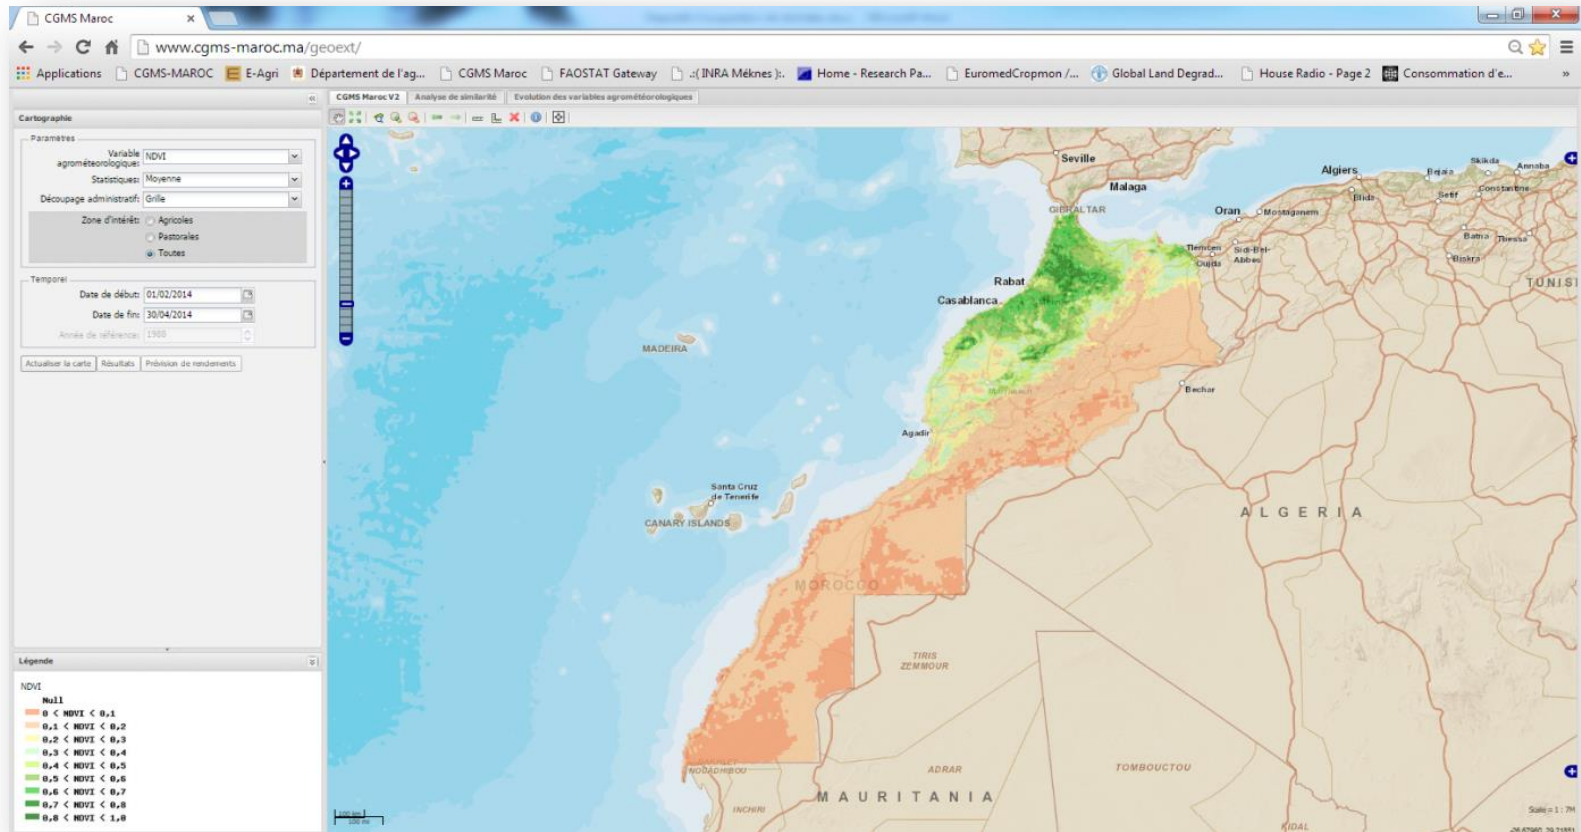 CGMS Maroc
www.cgms-maroc.ma/geoext/
Applications CGMS-MAROC E-Agri Département de l'ag... CGMS Maroc FAOSTAT Gateway .:( INRA Méknes ):. Home - Research Pa... EuromedCropmon /... Global Land Degrad... House Radio - Page 2 Consommation d'e... »
CGMS Maroc V2 Analyse de similarité Evolution des variables agrométéorologiques
Cartographie
Paramètres
Variable agrométeorologique: NDVI
Statistiques: Moyenne
Découpage administratif: Grille
Zone d'intérêt: Agricoles
Pastorales
Toutes
Temporel
Date de début: 01/02/2014
Date de fin: 30/04/2014
Année de référence: 1988
Actualiser la carte Résultats Prévision de rendements
Légende
NDVI
Null
0 < NDVI < 0,1
0,1 < NDVI < 0,2
0,2 < NDVI < 0,3
0,3 < NDVI < 0,4
0,4 < NDVI < 0,5
0,5 < NDVI < 0,6
0,6 < NDVI < 0,7
0,7 < NDVI < 0,8
0,8 < NDVI < 1,0
Seville
Malaga
GIBRALTAR
Algiers
Blida
Bejaia
Skikda
Annaba
Setif
Constantine
Batna
Tbessa
Biskra
Oran
Mostaganem
Tlemcen
Sidi-Bel-Abbes
Oujda
TUNISI
Rabat
Casablanca
MADEIRA
Bechar
Agadir
Santa Cruz
de Tenerife
CANARY ISLANDS
ALGERIA
MOROCCO
TIRIS
ZEMMOUR
NOUADHIBOU
ADRAR
TOMBOUCTOU
MAURITANIA
INCHIRI
KIDAL
100 km
100 mi
Scale = 1 : 7M